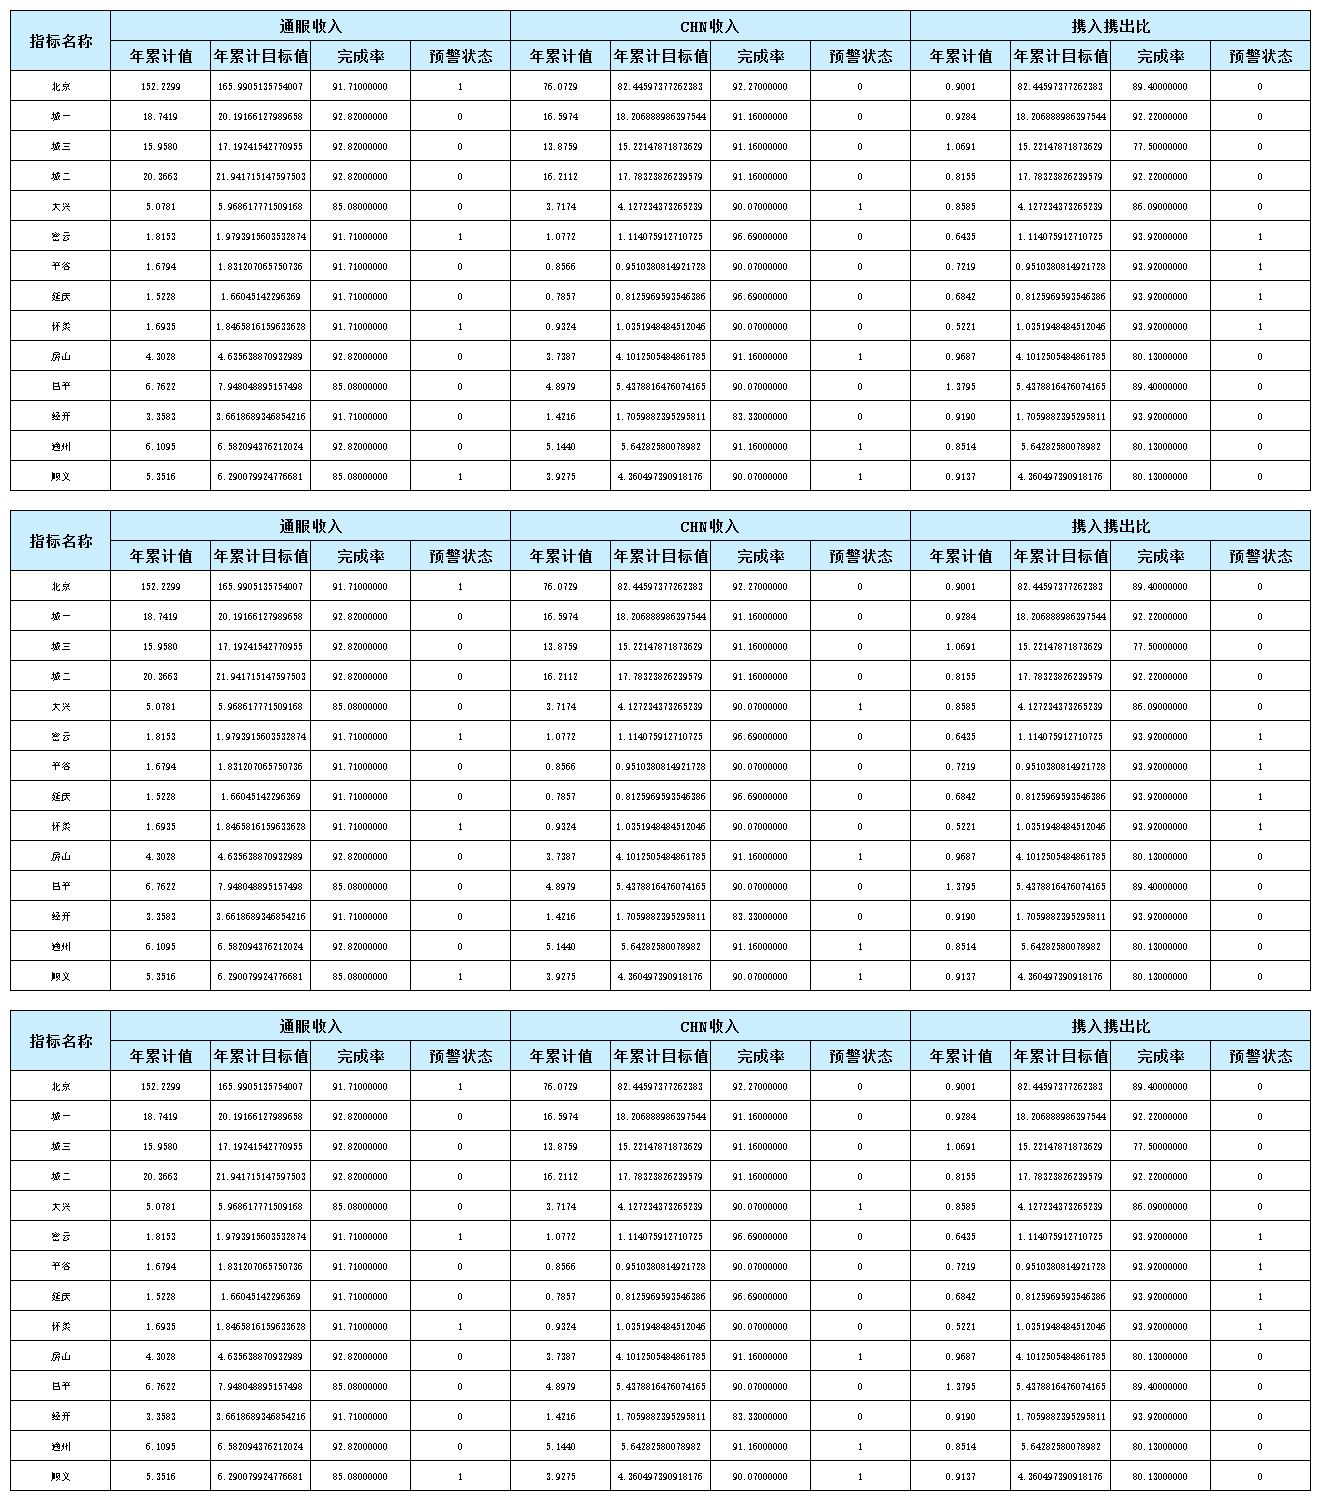 指标名称 通服收入 CHN收入 携入携出比
年累计值 年累计目标值 完成率 预警状态 年累计值 年累计目标值 完成率 预警状态 年累计值 年累计目标值 完成率 预警状态
北京 152.2299 165.9905135754007 91.71000000 1 76.0729 82.44597377262383 92.27000000 0 0.9001 82.44597377262383 89.40000000 0
城一 18.7419 20.19166127989658 92.82000000 0 16.5974 18.206888986397544 91.16000000 0 0.9284 18.206888986397544 92.22000000 0
城三 15.9580 17.19241542770955 92.82000000 0 13.8759 15.22147871873629 91.16000000 0 1.0691 15.22147871873629 77.50000000 0
城二 20.3663 21.941715147597503 92.82000000 0 16.2112 17.78323826239579 91.16000000 0 0.8155 17.78323826239579 92.22000000 0
大兴 5.0781 5.968617771509168 85.08000000 0 3.7174 4.127234373265239 90.07000000 1 0.8585 4.127234373265239 86.09000000 0
密云 1.8153 1.9793915603532874 91.71000000 1 1.0772 1.114075912710725 96.69000000 0 0.6435 1.114075912710725 93.92000000 1
平谷 1.6794 1.831207065750736 91.71000000 0 0.8566 0.9510380814921728 90.07000000 0 0.7219 0.9510380814921728 93.92000000 1
延庆 1.5228 1.66045142296369 91.71000000 0 0.7857 0.8125969593546386 96.69000000 0 0.6842 0.8125969593546386 93.92000000 1
怀柔 1.6935 1.8465816159633628 91.71000000 1 0.9324 1.0351948484512046 90.07000000 0 0.5221 1.0351948484512046 93.92000000 1
房山 4.3028 4.635638870932989 92.82000000 0 3.7387 4.1012505484861785 91.16000000 1 0.9687 4.1012505484861785 80.13000000 0
昌平 6.7622 7.948048895157498 85.08000000 0 4.8979 5.4378816476074165 90.07000000 0 1.3795 5.4378816476074165 89.40000000 0
经开 3.3583 3.6618689346854216 91.71000000 0 1.4216 1.7059882395295811 83.33000000 0 0.9190 1.7059882395295811 93.92000000 0
通州 6.1095 6.582094376212024 92.82000000 0 5.1440 5.64282580078982 91.16000000 1 0.8514 5.64282580078982 80.13000000 0
顺义 5.3516 6.290079924776681 85.08000000 1 3.9275 4.360497390918176 90.07000000 1 0.9137 4.360497390918176 80.13000000 0
指标名称 通服收入 CHN收入 携入携出比
年累计值 年累计目标值 完成率 预警状态 年累计值 年累计目标值 完成率 预警状态 年累计值 年累计目标值 完成率 预警状态
北京 152.2299 165.9905135754007 91.71000000 1 76.0729 82.44597377262383 92.27000000 0 0.9001 82.44597377262383 89.40000000 0
城一 18.7419 20.19166127989658 92.82000000 0 16.5974 18.206888986397544 91.16000000 0 0.9284 18.206888986397544 92.22000000 0
城三 15.9580 17.19241542770955 92.82000000 0 13.8759 15.22147871873629 91.16000000 0 1.0691 15.22147871873629 77.50000000 0
城二 20.3663 21.941715147597503 92.82000000 0 16.2112 17.78323826239579 91.16000000 0 0.8155 17.78323826239579 92.22000000 0
大兴 5.0781 5.968617771509168 85.08000000 0 3.7174 4.127234373265239 90.07000000 1 0.8585 4.127234373265239 86.09000000 0
密云 1.8153 1.9793915603532874 91.71000000 1 1.0772 1.114075912710725 96.69000000 0 0.6435 1.114075912710725 93.92000000 1
平谷 1.6794 1.831207065750736 91.71000000 0 0.8566 0.9510380814921728 90.07000000 0 0.7219 0.9510380814921728 93.92000000 1
延庆 1.5228 1.66045142296369 91.71000000 0 0.7857 0.8125969593546386 96.69000000 0 0.6842 0.8125969593546386 93.92000000 1
怀柔 1.6935 1.8465816159633628 91.71000000 1 0.9324 1.0351948484512046 90.07000000 0 0.5221 1.0351948484512046 93.92000000 1
房山 4.3028 4.635638870932989 92.82000000 0 3.7387 4.1012505484861785 91.16000000 1 0.9687 4.1012505484861785 80.13000000 0
昌平 6.7622 7.948048895157498 85.08000000 0 4.8979 5.4378816476074165 90.07000000 0 1.3795 5.4378816476074165 89.40000000 0
经开 3.3583 3.6618689346854216 91.71000000 0 1.4216 1.7059882395295811 83.33000000 0 0.9190 1.7059882395295811 93.92000000 0
通州 6.1095 6.582094376212024 92.82000000 0 5.1440 5.64282580078982 91.16000000 1 0.8514 5.64282580078982 80.13000000 0
顺义 5.3516 6.290079924776681 85.08000000 1 3.9275 4.360497390918176 90.07000000 1 0.9137 4.360497390918176 80.13000000 0
指标名称 通服收入 CHN收入 携入携出比
年累计值 年累计目标值 完成率 预警状态 年累计值 年累计目标值 完成率 预警状态 年累计值 年累计目标值 完成率 预警状态
北京 152.2299 165.9905135754007 91.71000000 1 76.0729 82.44597377262383 92.27000000 0 0.9001 82.44597377262383 89.40000000 0
城一 18.7419 20.19166127989658 92.82000000 0 16.5974 18.206888986397544 91.16000000 0 0.9284 18.206888986397544 92.22000000 0
城三 15.9580 17.19241542770955 92.82000000 0 13.8759 15.22147871873629 91.16000000 0 1.0691 15.22147871873629 77.50000000 0
城二 20.3663 21.941715147597503 92.82000000 0 16.2112 17.78323826239579 91.16000000 0 0.8155 17.78323826239579 92.22000000 0
大兴 5.0781 5.968617771509168 85.08000000 0 3.7174 4.127234373265239 90.07000000 1 0.8585 4.127234373265239 86.09000000 0
密云 1.8153 1.9793915603532874 91.71000000 1 1.0772 1.114075912710725 96.69000000 0 0.6435 1.114075912710725 93.92000000 1
平谷 1.6794 1.831207065750736 91.71000000 0 0.8566 0.9510380814921728 90.07000000 0 0.7219 0.9510380814921728 93.92000000 1
延庆 1.5228 1.66045142296369 91.71000000 0 0.7857 0.8125969593546386 96.69000000 0 0.6842 0.8125969593546386 93.92000000 1
怀柔 1.6935 1.8465816159633628 91.71000000 1 0.9324 1.0351948484512046 90.07000000 0 0.5221 1.0351948484512046 93.92000000 1
房山 4.3028 4.635638870932989 92.82000000 0 3.7387 4.1012505484861785 91.16000000 1 0.9687 4.1012505484861785 80.13000000 0
昌平 6.7622 7.948048895157498 85.08000000 0 4.8979 5.4378816476074165 90.07000000 0 1.3795 5.4378816476074165 89.40000000 0
经开 3.3583 3.6618689346854216 91.71000000 0 1.4216 1.7059882395295811 83.33000000 0 0.9190 1.7059882395295811 93.92000000 0
通州 6.1095 6.582094376212024 92.82000000 0 5.1440 5.64282580078982 91.16000000 1 0.8514 5.64282580078982 80.13000000 0
顺义 5.3516 6.290079924776681 85.08000000 1 3.9275 4.360497390918176 90.07000000 1 0.9137 4.360497390918176 80.13000000 0